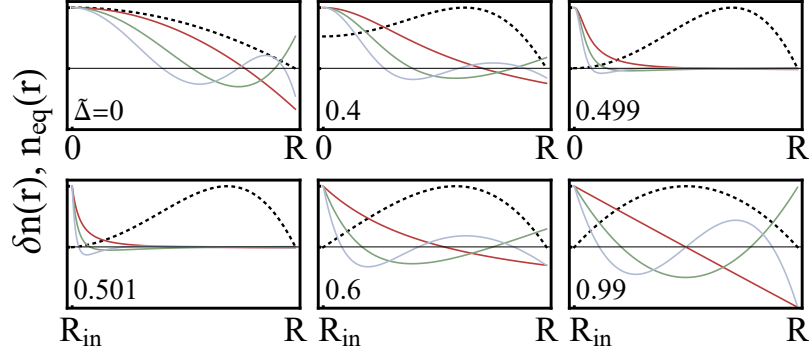 δn(r), n_eq(r)
Δ̃=0
0.4
0.499
0 R 0 R 0 R
0.501
0.6
0.99
R_in R R_in R R_in R